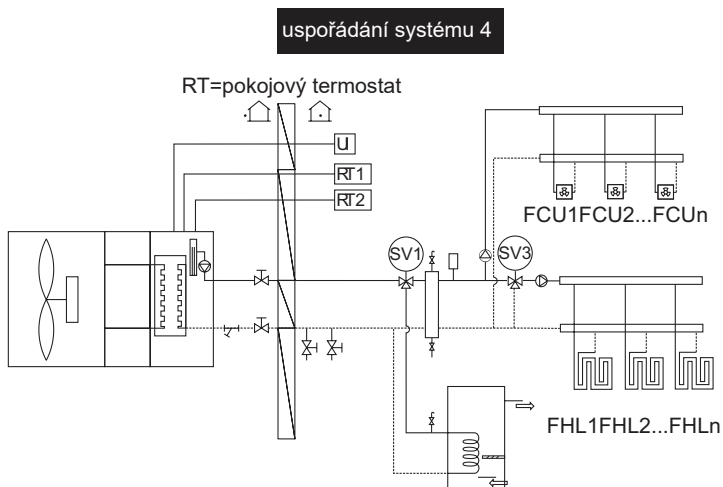 uspořádání systému 4
RT=pokojový termostat
U
RT1
RT2
SV1
SV3
FCU1FCU2...FCUn
FHL1FHL2...FHLn